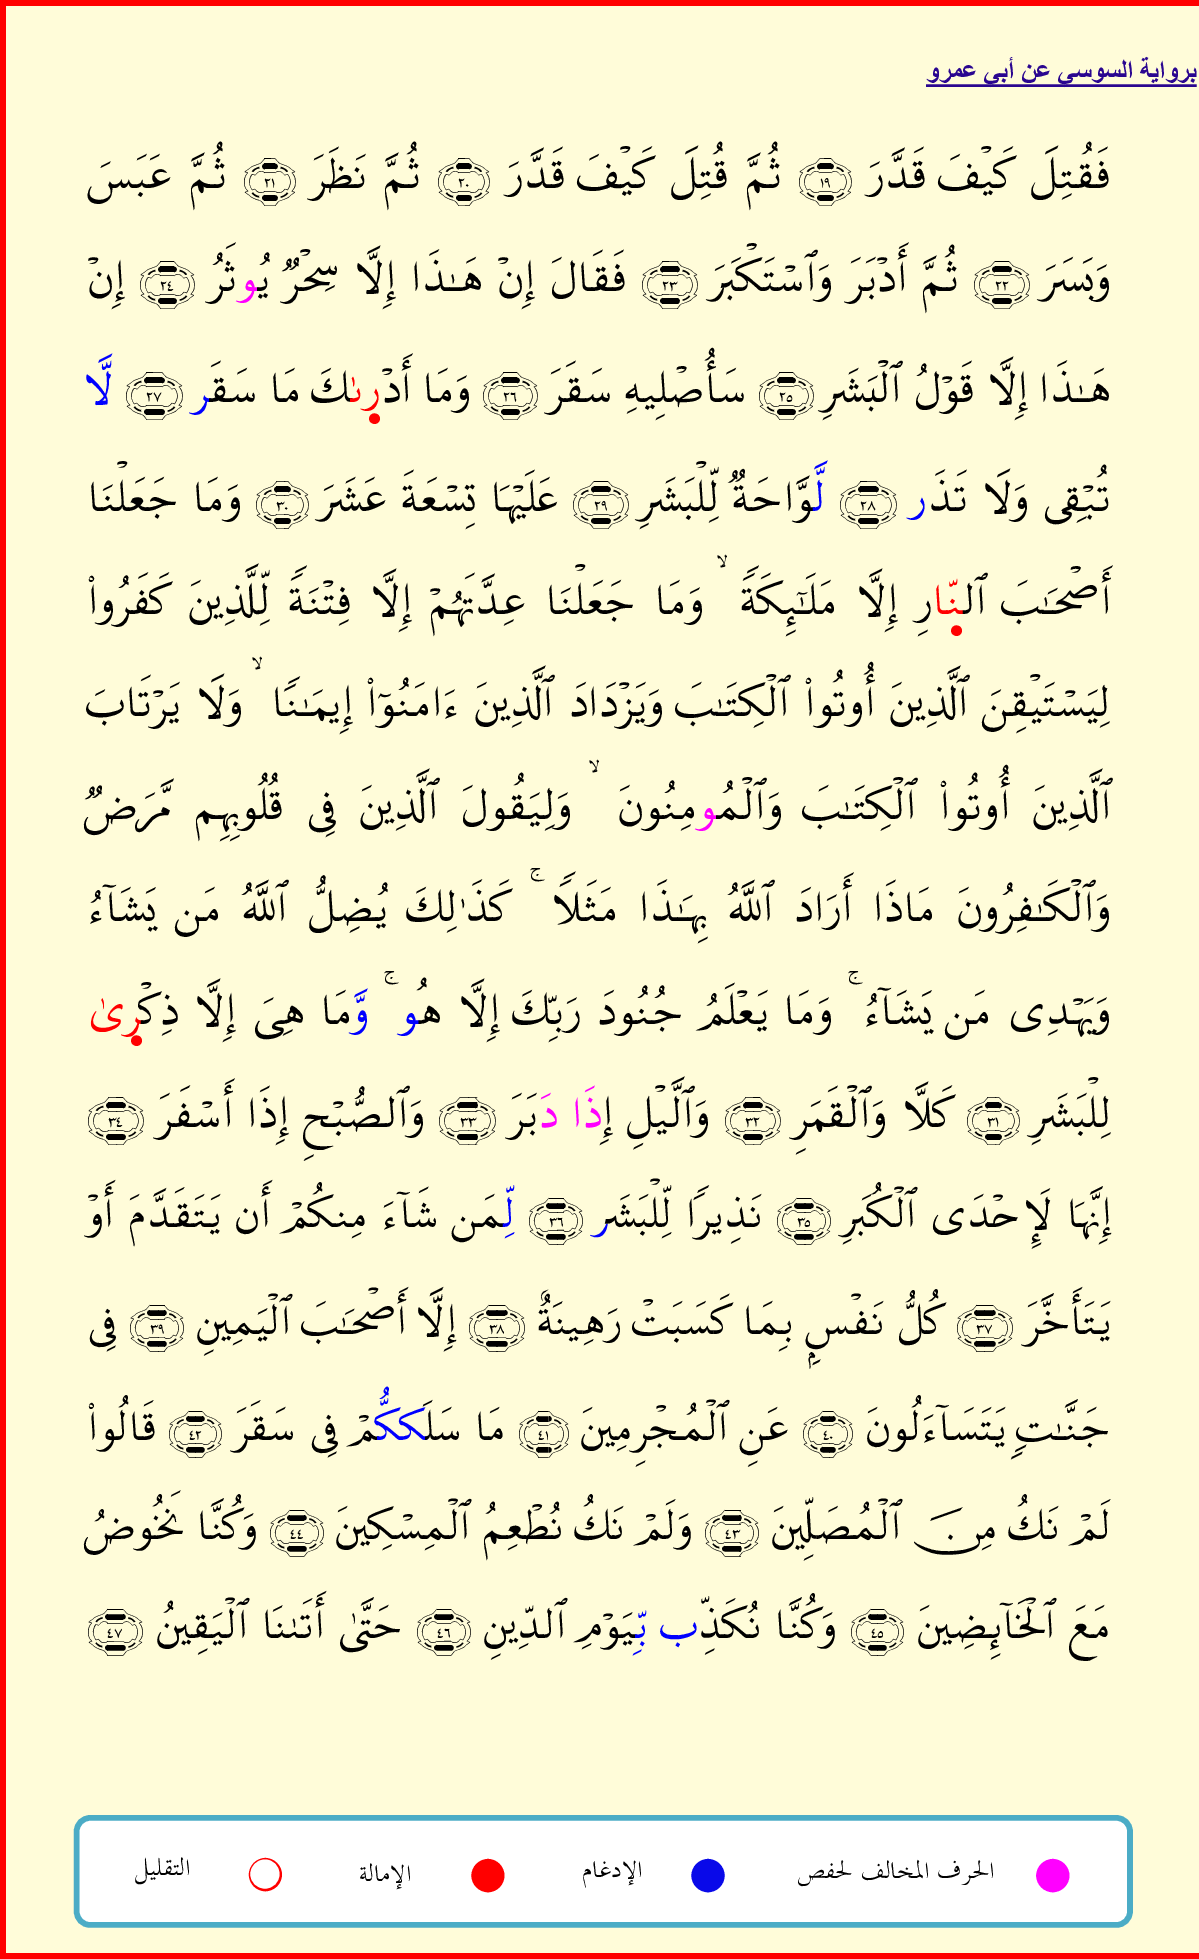 برواية السوسي عن أبي عمرو
فَقُتِلَ كَيْفَ قَدَّرَ ١٩ ثُمَّ قُتِلَ كَيْفَ قَدَّرَ ٢٠ ثُمَّ نَظَرَ ٢١ ثُمَّ عَبَسَ
وَبَسَرَ ٢٢ ثُمَّ أَدْبَرَ وَٱسْتَكْبَرَ ٢٣ فَقَالَ إِنْ هَـٰذَا إِلَّا سِحْرٌ يُوثَرُ ٢٤ إِنْ
هَـٰذَا إِلَّا قَوْلُ ٱلْبَشَرِ ٢٥ سَأُصْلِيهِ سَقَرَ ٢٦ وَمَا أَدْرِىٰكَ مَا سَقَر ٢٧ لَّا
تُبْقِى وَلَا تَذَر ٢٨ لَّوَّاحَةٌ لِّلْبَشَرِ ٢٩ عَلَيْهَا تِسْعَةَ عَشَرَ ٣٠ وَمَا جَعَلْنَا
أَصْحَـٰبَ ٱلنّارِ إِلَّا مَلَـٰٓئِكَةً ۙ وَمَا جَعَلْنَا عِدَّتَهُمْ إِلَّا فِتْنَةً لِّلَّذِينَ كَفَرُواْ
لِيَسْتَيْقِنَ ٱلَّذِينَ أُوتُواْ ٱلْكِتَـٰبَ وَيَزْدَادَ ٱلَّذِينَ ءَامَنُوٓاْ إِيمَـٰنًا ۙ وَلَا يَرْتَابَ
ٱلَّذِينَ أُوتُواْ ٱلْكِتَـٰبَ وَٱلْمُومِنُونَ ۙ وَلِيَقُولَ ٱلَّذِينَ فِى قُلُوبِهِم مَّرَضٌ
وَٱلْكَـٰفِرُونَ مَاذَا أَرَادَ ٱللَّهُ بِهَـٰذَا مَثَلًا ۚ كَذَٰلِكَ يُضِلُّ ٱللَّهُ مَن يَشَآءُ
وَيَهْدِى مَن يَشَآءُ ۚ وَمَا يَعْلَمُ جُنُودَ رَبِّكَ إِلَّا هُو ۚ وَّمَا هِىَ إِلَّا ذِكْرِىٰ
لِلْبَشَرِ ٣١ كَلَّا وَٱلْقَمَرِ ٣٢ وَٱلَّيْلِ إِذَا دَبَرَ ٣٣ وَٱلصُّبْحِ إِذَا أَسْفَرَ ٣٤
إِنَّهَا لَإِحْدَى ٱلْكُبَرِ ٣٥ نَذِيرًا لِّلْبَشَر ٣٦ لِّمَن شَآءَ مِنكُمْ أَن يَتَقَدَّمَ أَوْ
يَتَأَخَّرَ ٣٧ كُلُّ نَفْسٍۭ بِمَا كَسَبَتْ رَهِينَةٌ ٣٨ إِلَّا أَصْحَـٰبَ ٱلْيَمِينِ ٣٩ فِى
جَنَّـٰتٍ يَتَسَآءَلُونَ ٤٠ عَنِ ٱلْمُجْرِمِينَ ٤١ مَا سَلَككُّمْ فِى سَقَرَ ٤٢ قَالُواْ
لَمْ نَكُ مِنَ ٱلْمُصَلِّينَ ٤٣ وَلَمْ نَكُ نُطْعِمُ ٱلْمِسْكِينَ ٤٤ وَكُنَّا نَخُوضُ
مَعَ ٱلْخَآئِضِينَ ٤٥ وَكُنَّا نُكَذِّب بِّيَوْمِ ٱلدِّينِ ٤٦ حَتَّىٰ أَتَـٰنَا ٱلْيَقِينُ ٤٧
الحرف المخالف لحفص الإدغام الإمالة التقليل